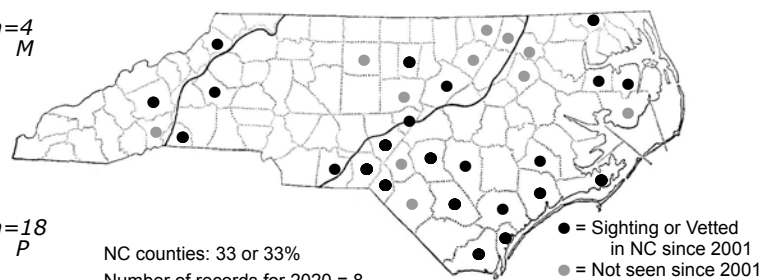 n=4
M
n=18
P
NC counties: 33 or 33%
● = Sighting or Vetted
in NC since 2001
● = Not seen since 2001
Number of records for 2020 = 8